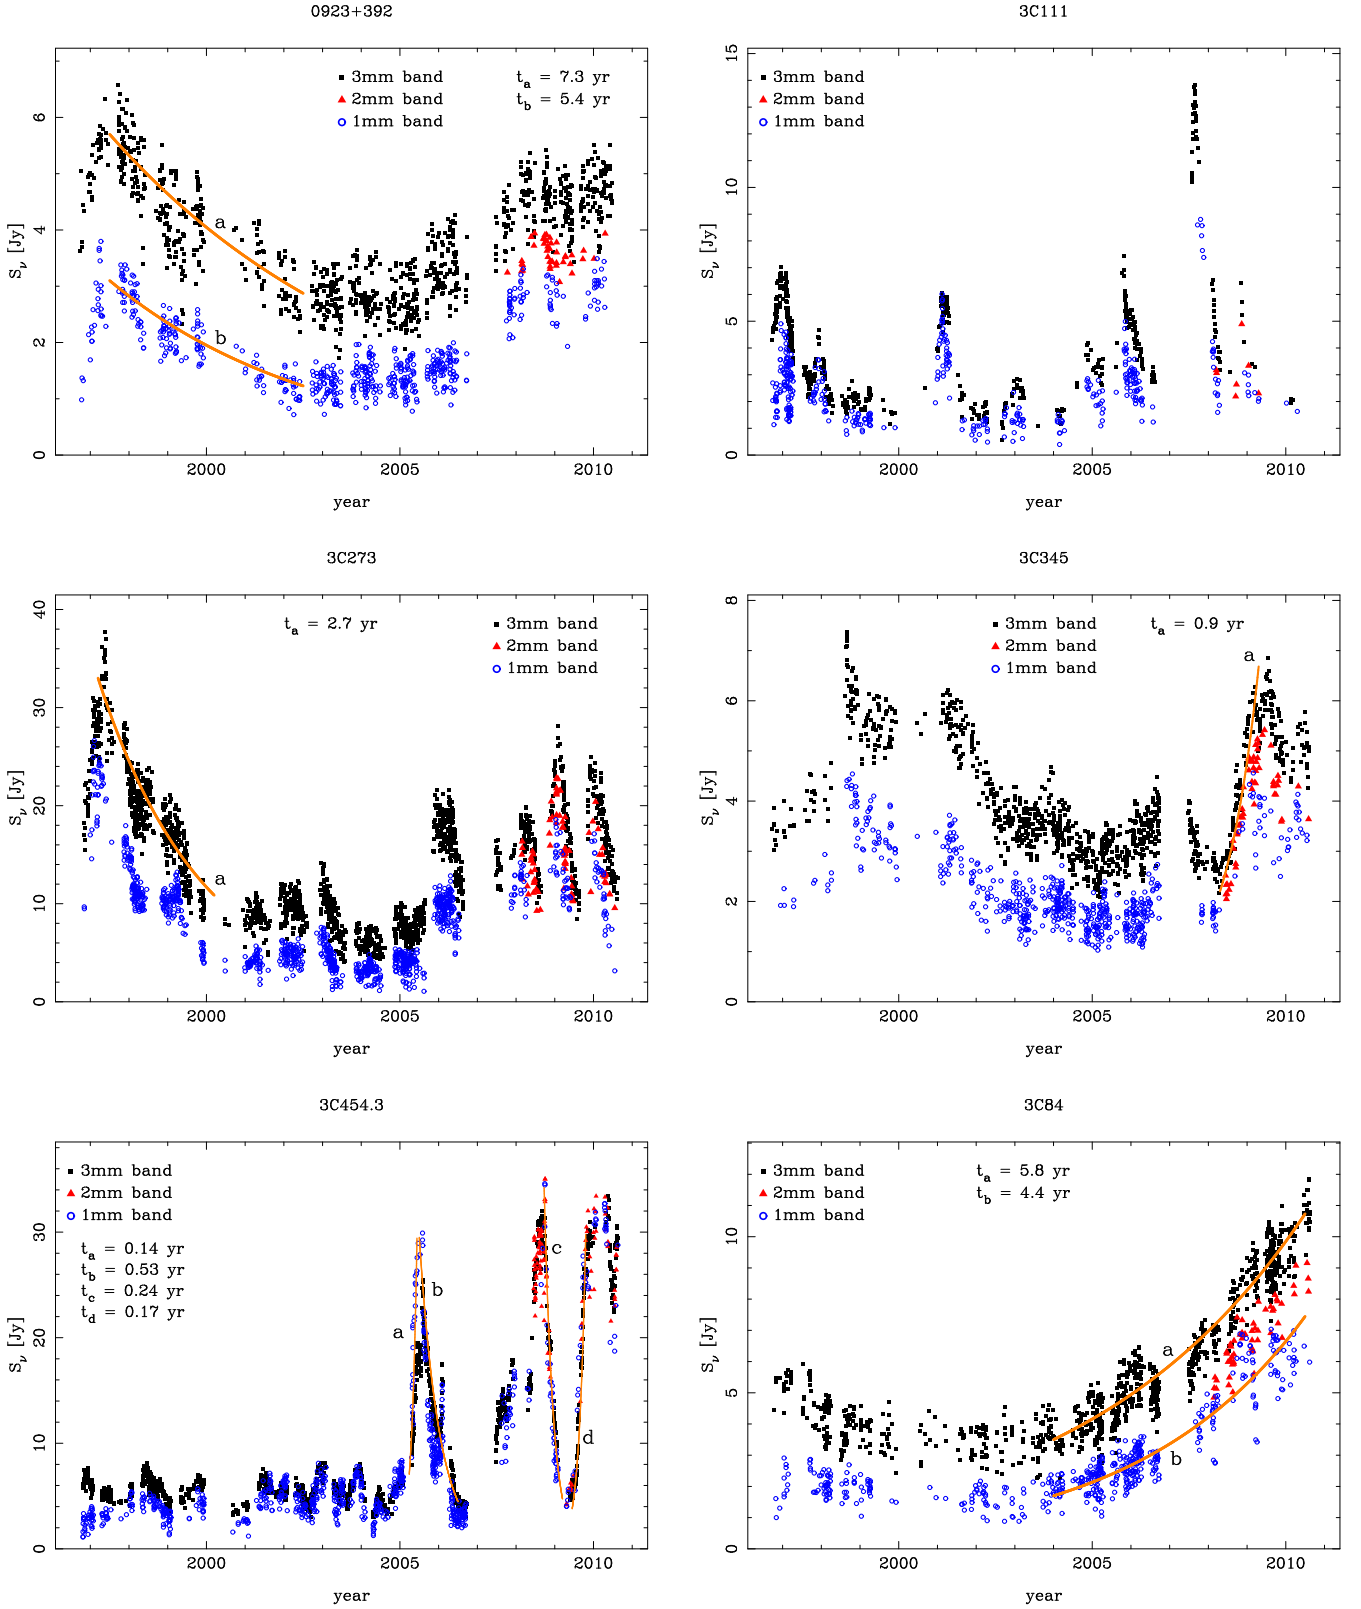 0923+392
3mm band
2mm band
1mm band
t_a = 7.3 yr
t_b = 5.4 yr
a
b
S_ν [Jy]
0 2 4 6
2000 2005 2010
year
3C111
3mm band
2mm band
1mm band
S_ν [Jy]
0 5 10 15
2000 2005 2010
year
3C273
t_a = 2.7 yr
3mm band
2mm band
1mm band
a
S_ν [Jy]
0 10 20 30 40
2000 2005 2010
year
3C345
3mm band
2mm band
1mm band
t_a = 0.9 yr
a
S_ν [Jy]
0 2 4 6 8
2000 2005 2010
year
3C454.3
3mm band
2mm band
1mm band
t_a = 0.14 yr
t_b = 0.53 yr
t_c = 0.24 yr
t_d = 0.17 yr
a
b
c
d
S_ν [Jy]
0 10 20 30
2000 2005 2010
year
3C84
3mm band
2mm band
1mm band
t_a = 5.8 yr
t_b = 4.4 yr
a
b
S_ν [Jy]
0 5 10
2000 2005 2010
year